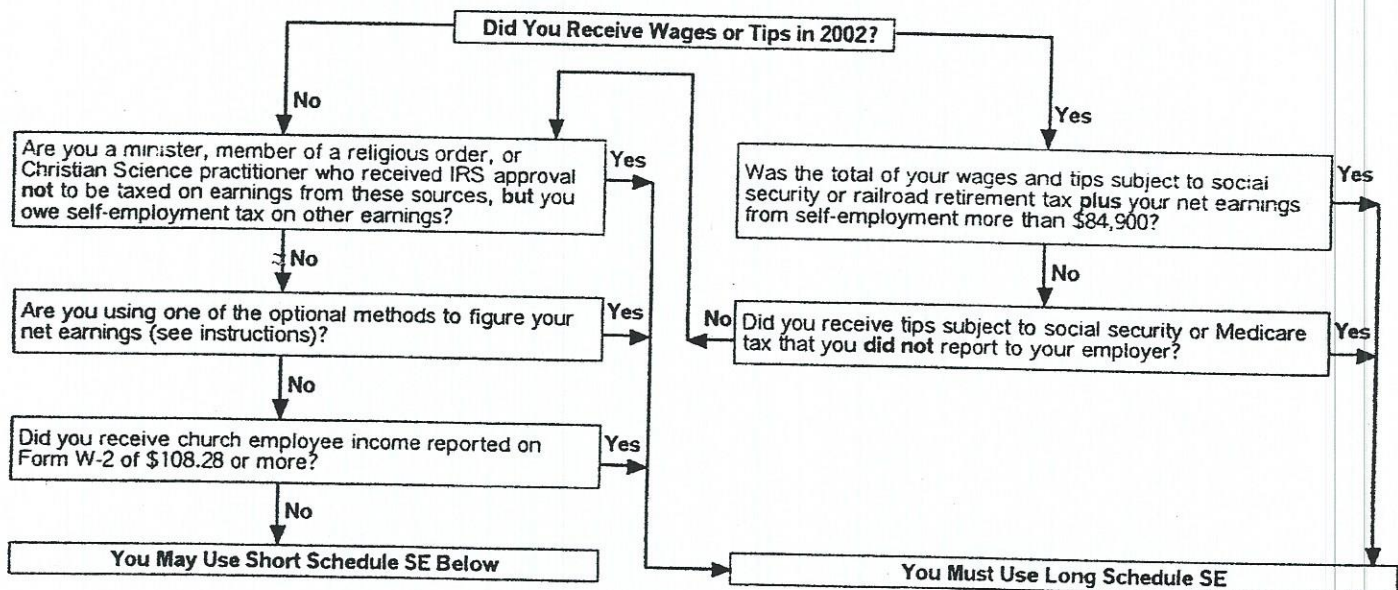 Did You Receive Wages or Tips in 2002?
No
Yes
Are you a minister, member of a religious order, or
Christian Science practitioner who received IRS approval
not to be taxed on earnings from these sources, but you
owe self-employment tax on other earnings?
Yes
Was the total of your wages and tips subject to social
security or railroad retirement tax plus your net earnings
from self-employment more than $84,900?
Yes
No
No
Are you using one of the optional methods to figure your
net earnings (see instructions)?
Yes
No
Did you receive tips subject to social security or Medicare
tax that you did not report to your employer?
Yes
No
Did you receive church employee income reported on
Form W-2 of $108.28 or more?
Yes
No
You May Use Short Schedule SE Below
You Must Use Long Schedule SE